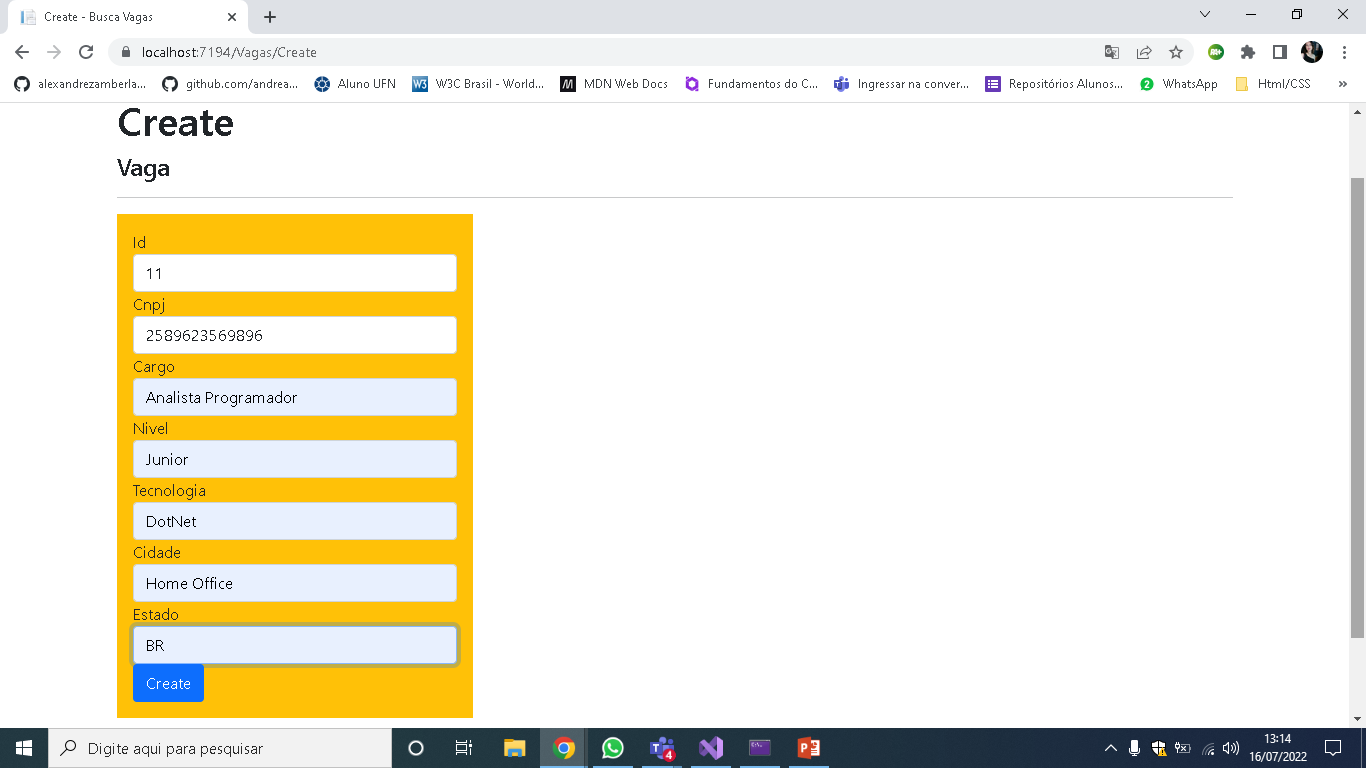 Create - Busca Vagas
localhost:7194/Vagas/Create
alexandrezamberla... github.com/andrea... Aluno UFN W3C Brasil - World... MDN Web Docs Fundamentos do C... Ingressar na conver... Repositórios Alunos... WhatsApp Html/CSS »
Create
Vaga
Id
11
Cnpj
2589623569896
Cargo
Analista Programador
Nivel
Junior
Tecnologia
DotNet
Cidade
Home Office
Estado
BR
Create
Digite aqui para pesquisar
4
13:14
16/07/2022